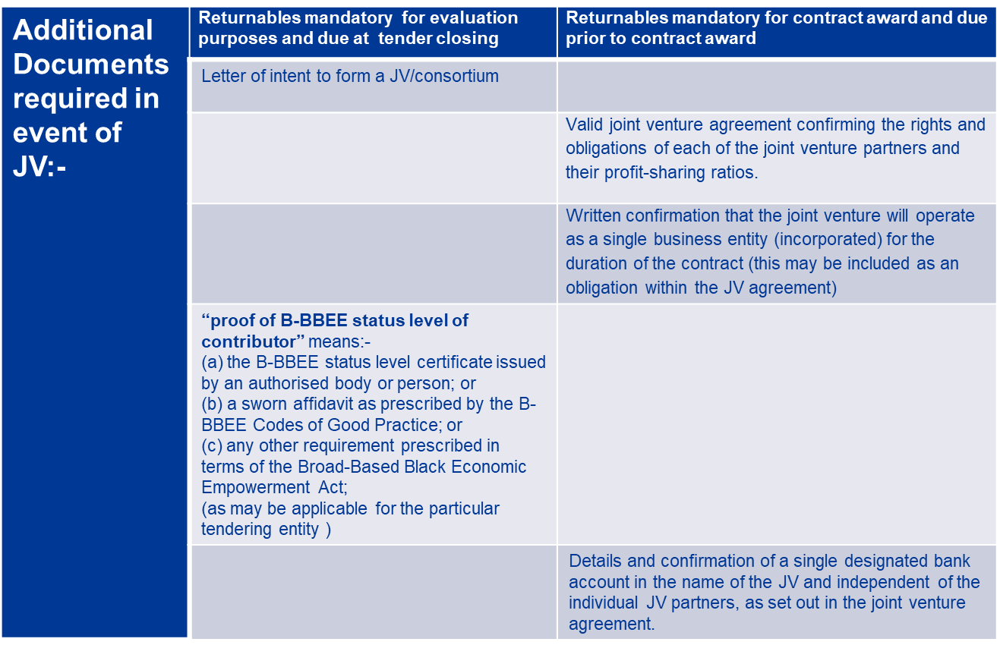 Additional
Documents
required in
event of
JV:-
Returnables mandatory for evaluation
purposes and due at tender closing
Returnables mandatory for contract award and due
prior to contract award
Letter of intent to form a JV/consortium
Valid joint venture agreement confirming the rights and
obligations of each of the joint venture partners and
their profit-sharing ratios.
Written confirmation that the joint venture will operate
as a single business entity (incorporated) for the
duration of the contract (this may be included as an
obligation within the JV agreement)
“proof of B-BBEE status level of
contributor” means:-
(a) the B-BBEE status level certificate issued
by an authorised body or person; or
(b) a sworn affidavit as prescribed by the B-
BBEE Codes of Good Practice; or
(c) any other requirement prescribed in
terms of the Broad-Based Black Economic
Empowerment Act;
(as may be applicable for the particular
tendering entity )
Details and confirmation of a single designated bank
account in the name of the JV and independent of the
individual JV partners, as set out in the joint venture
agreement.